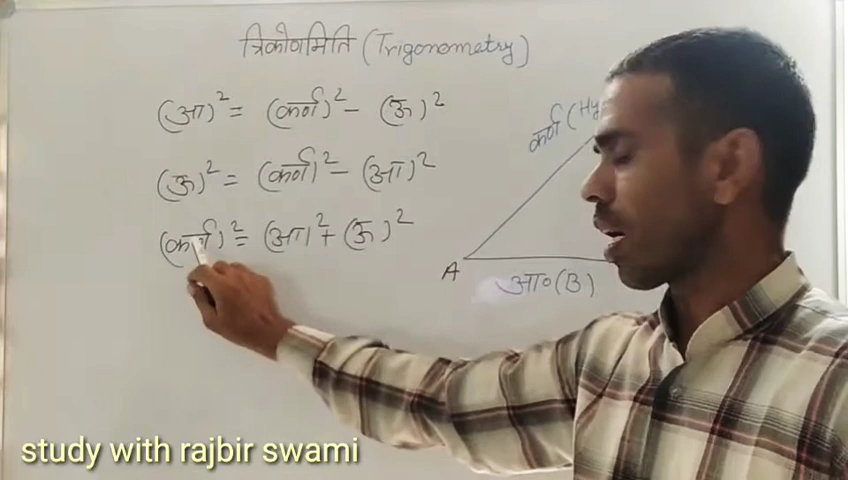 त्रिकोणमिति (Trigonometry)
(आ)² = (कर्ण)² - (ऊ)²
(ऊ)² = (कर्ण)² - (आ)²
(कर्ण)² = (आ)² + (ऊ)²
कर्ण (Hy
A
आ० (B)
study with rajbir swami